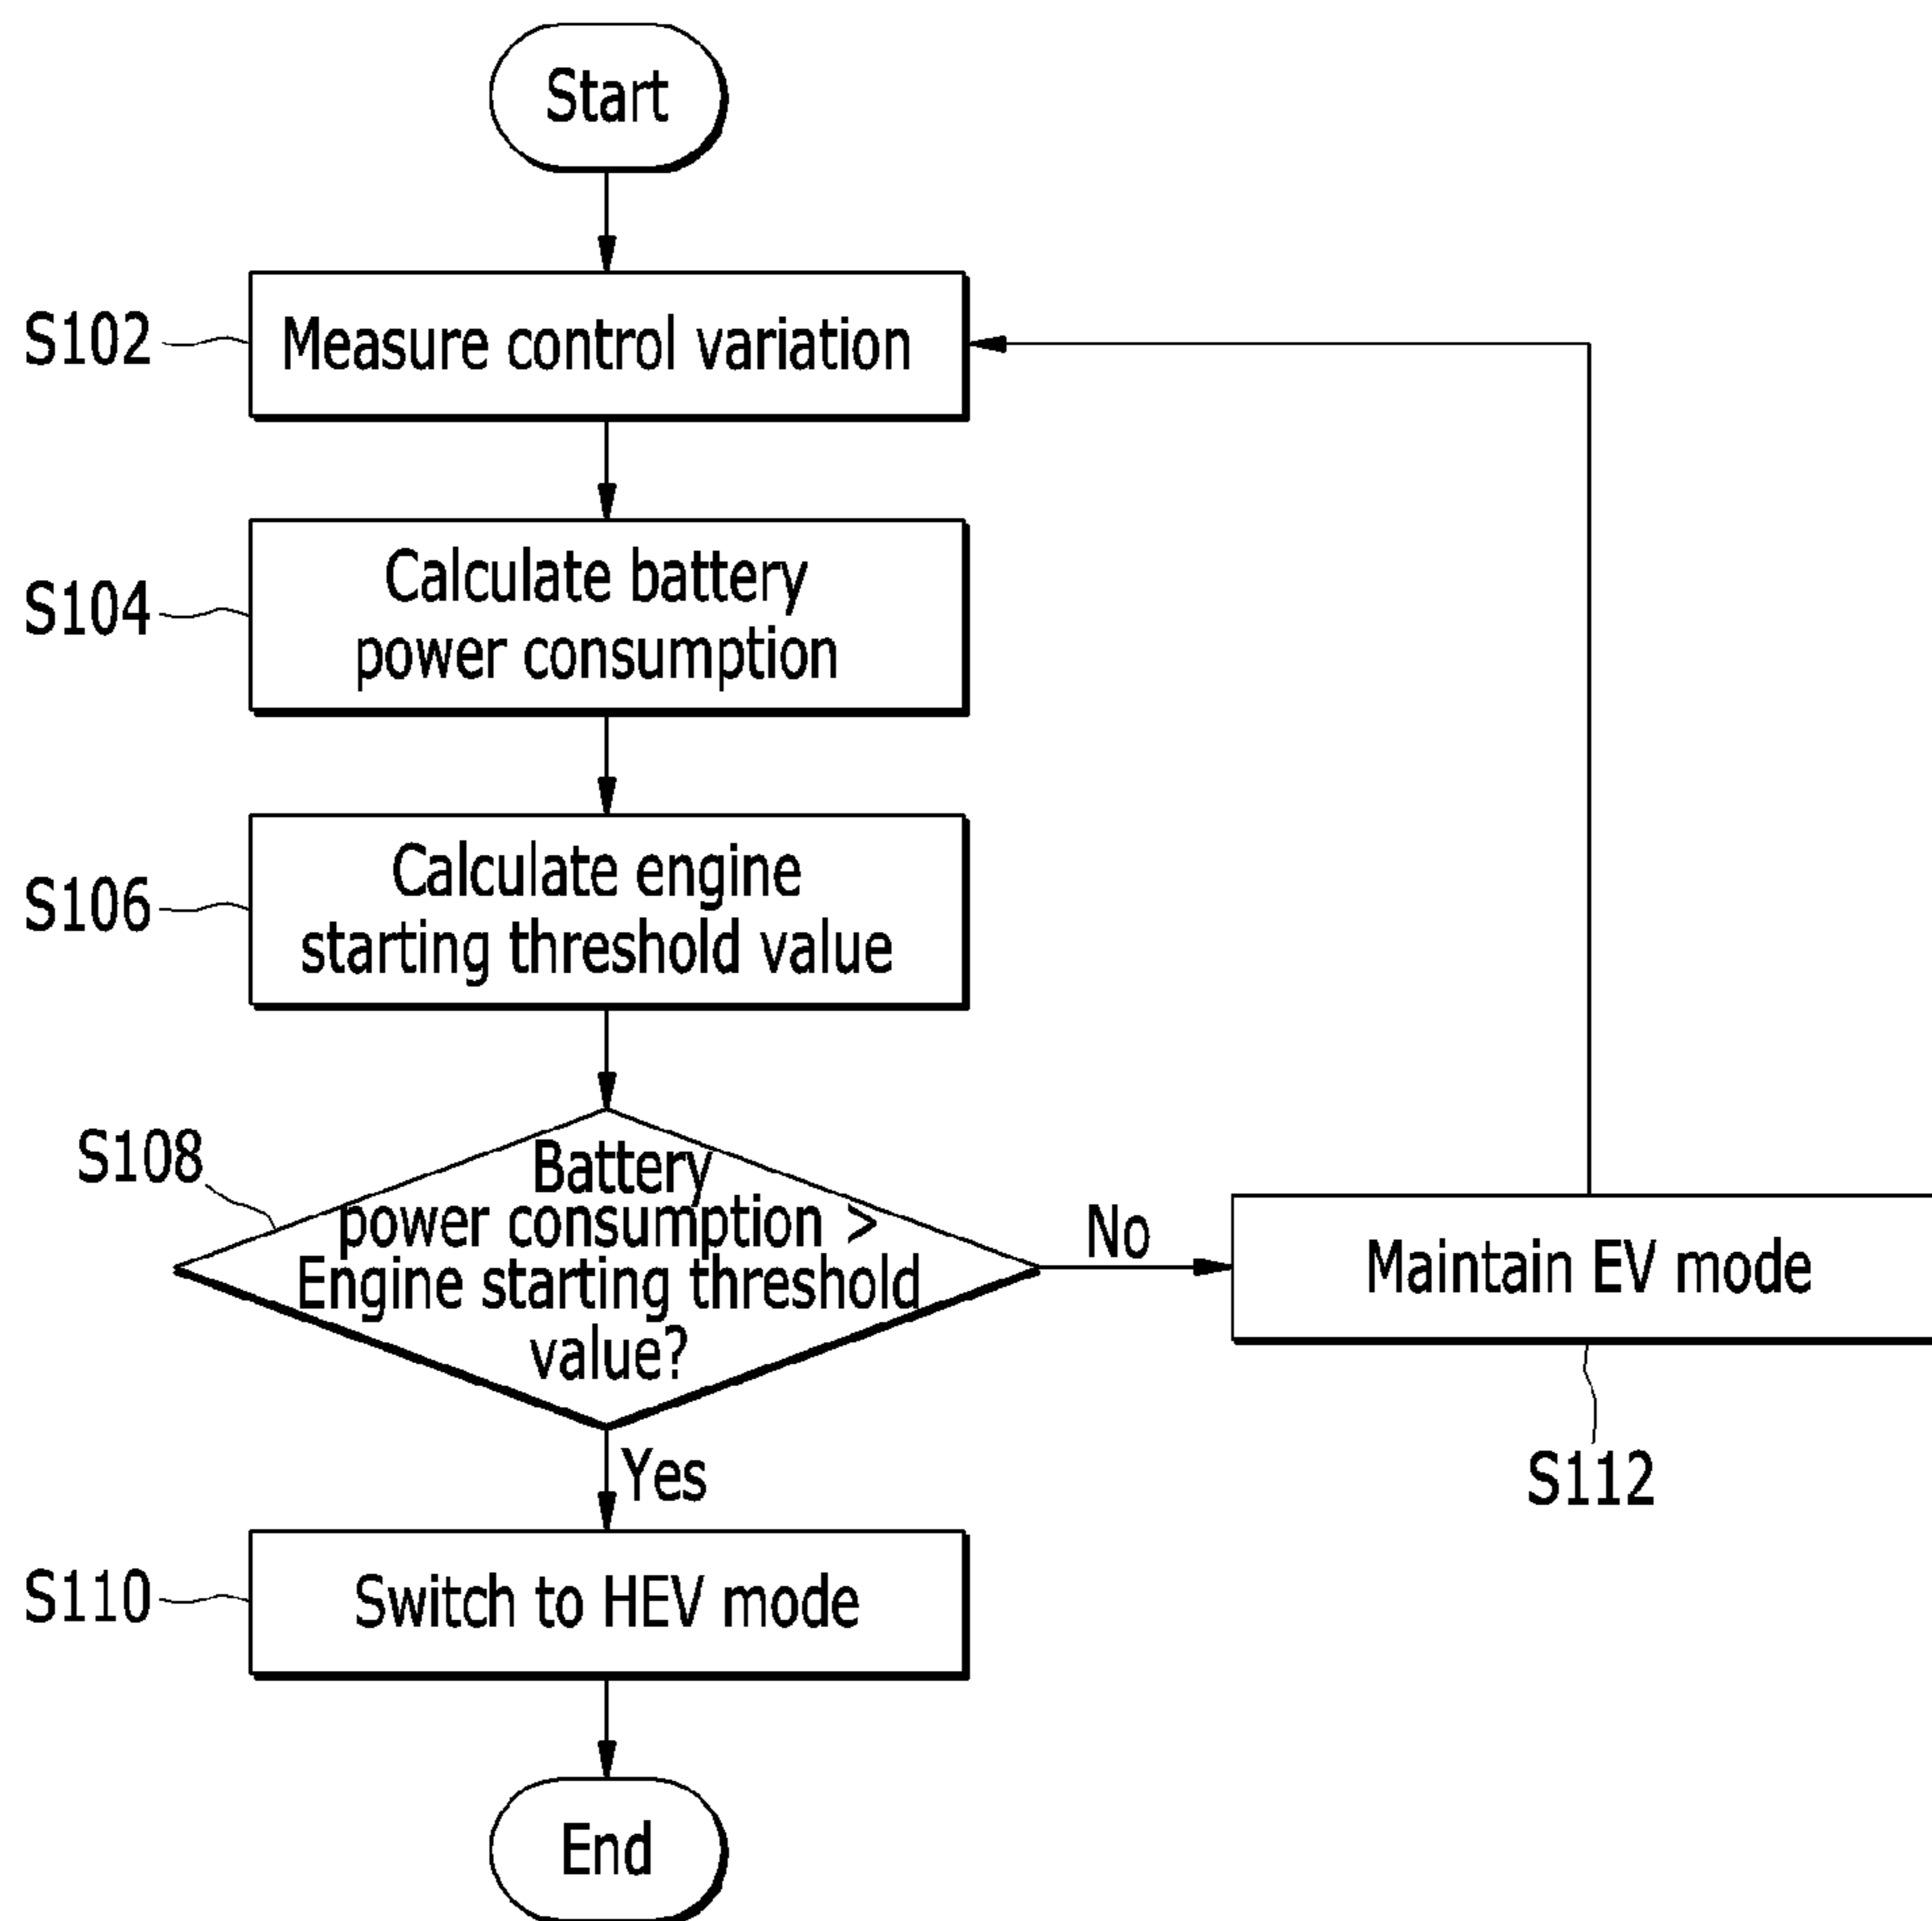 Start
S102
Measure control variation
S104
Calculate battery
power consumption
S106
Calculate engine
starting threshold value
S108
Battery
power consumption >
Engine starting threshold
value?
No
Maintain EV mode
S112
Yes
S110
Switch to HEV mode
End